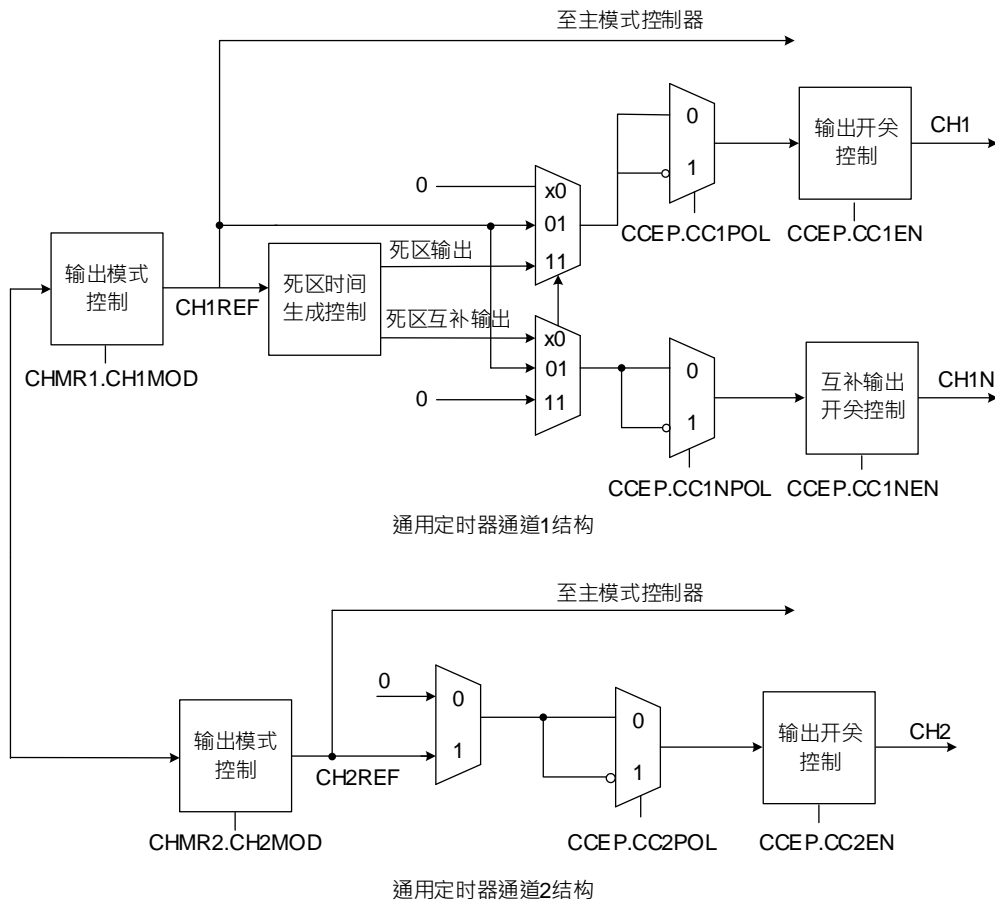 至主模式控制器
0
1
输出开关
控制
CH1
CCEP.CC1POL
CCEP.CC1EN
0
x0
01
11
输出模式
控制
CH1REF
CHMR1.CH1MOD
死区时间
生成控制
死区输出
死区互补输出
x0
01
11
0
0
1
互补输出
开关控制
CH1N
CCEP.CC1NPOL
CCEP.CC1NEN
通用定时器通道1结构
至主模式控制器
0
0
1
输出模式
控制
CH2REF
CHMR2.CH2MOD
0
1
输出开关
控制
CH2
CCEP.CC2POL
CCEP.CC2EN
通用定时器通道2结构